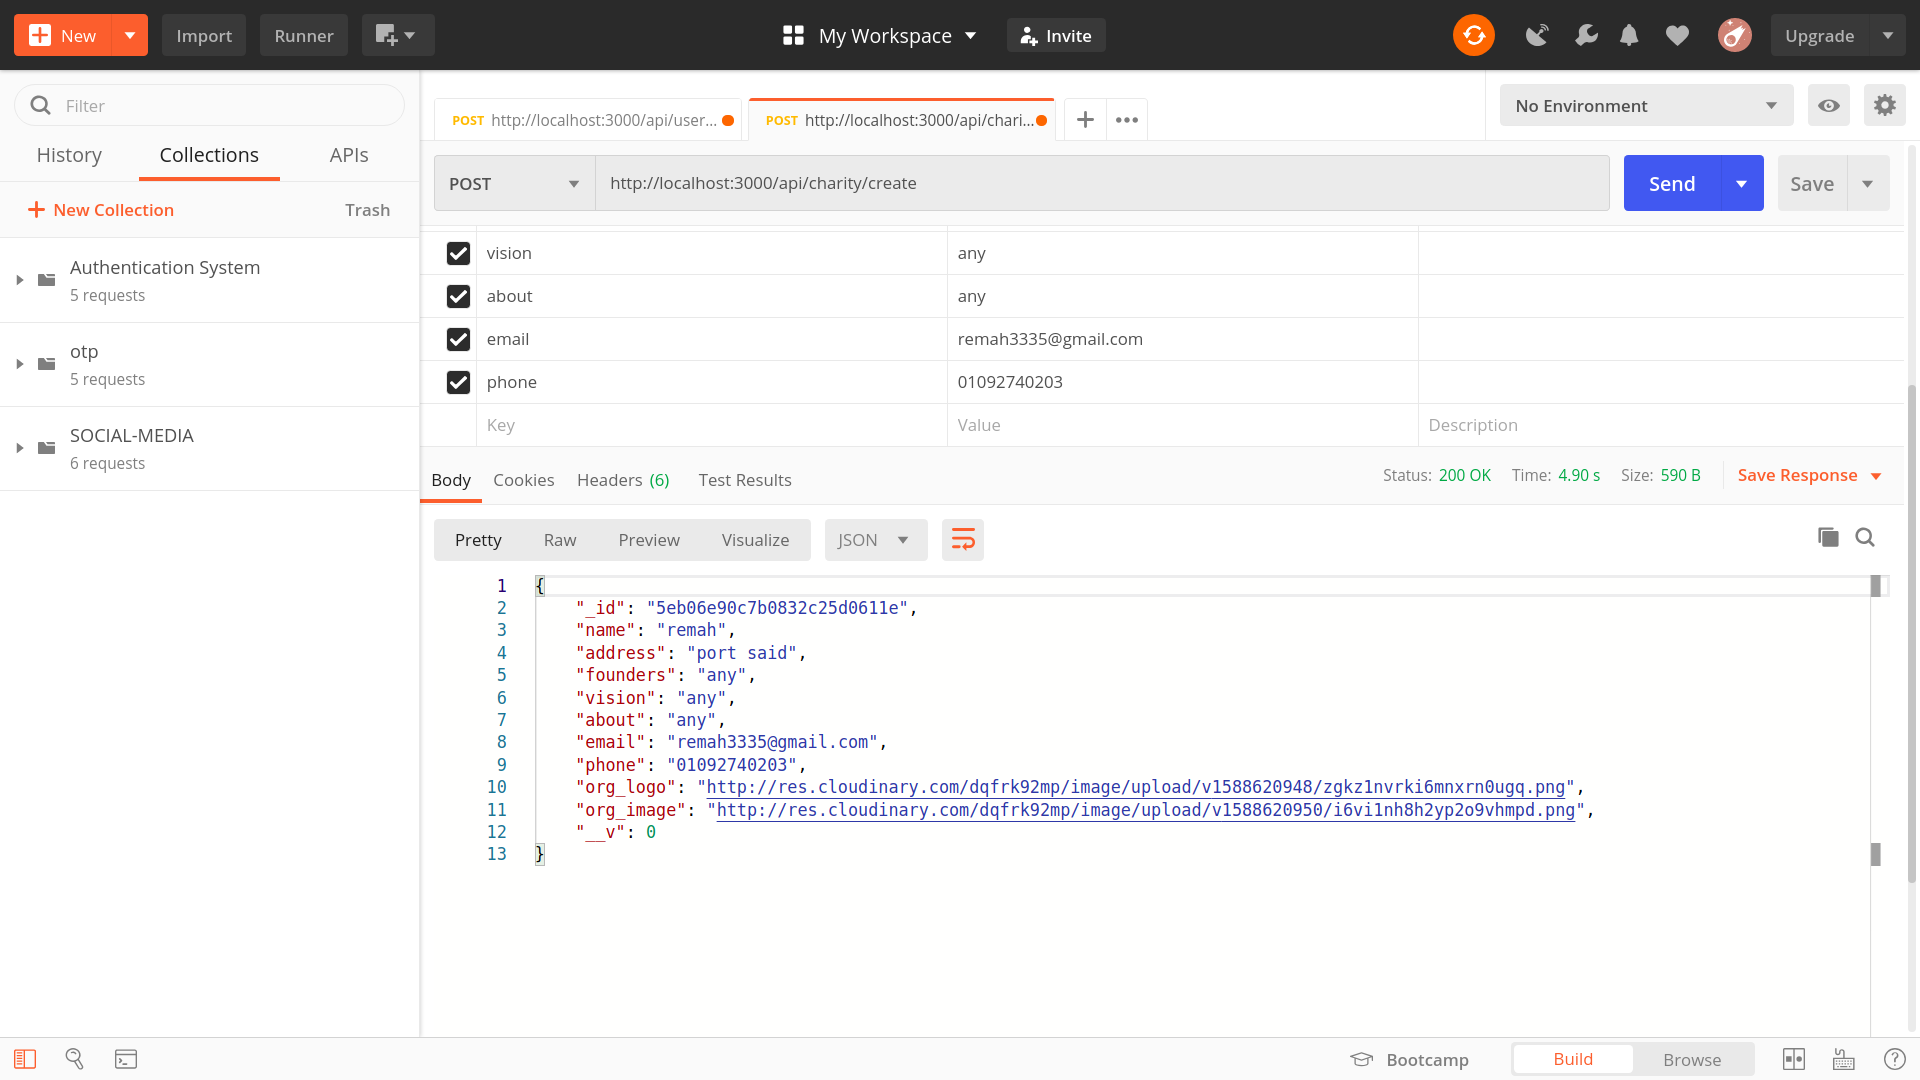 New
Import
Runner
My Workspace
Invite
Upgrade
Filter
History
Collections
APIs
New Collection
Trash
Authentication System
5 requests
otp
5 requests
SOCIAL-MEDIA
6 requests
POST http://localhost:3000/api/user...
POST http://localhost:3000/api/chari...
No Environment
POST
http://localhost:3000/api/charity/create
Send
Save
vision any
about any
email remah3335@gmail.com
phone 01092740203
Key Value Description
Body Cookies Headers (6) Test Results
Status: 200 OK Time: 4.90 s Size: 590 B Save Response
Pretty Raw Preview Visualize JSON
1 {
2 "_id": "5eb06e90c7b0832c25d0611e",
3 "name": "remah",
4 "address": "port said",
5 "founders": "any",
6 "vision": "any",
7 "about": "any",
8 "email": "remah3335@gmail.com",
9 "phone": "01092740203",
10 "org_logo": "http://res.cloudinary.com/dqfrk92mp/image/upload/v1588620948/zgkz1nvrki6mnxrn0ugq.png",
11 "org_image": "http://res.cloudinary.com/dqfrk92mp/image/upload/v1588620950/i6vi1nh8h2yp2o9vhmpd.png",
12 "__v": 0
13 }
Bootcamp
Build
Browse